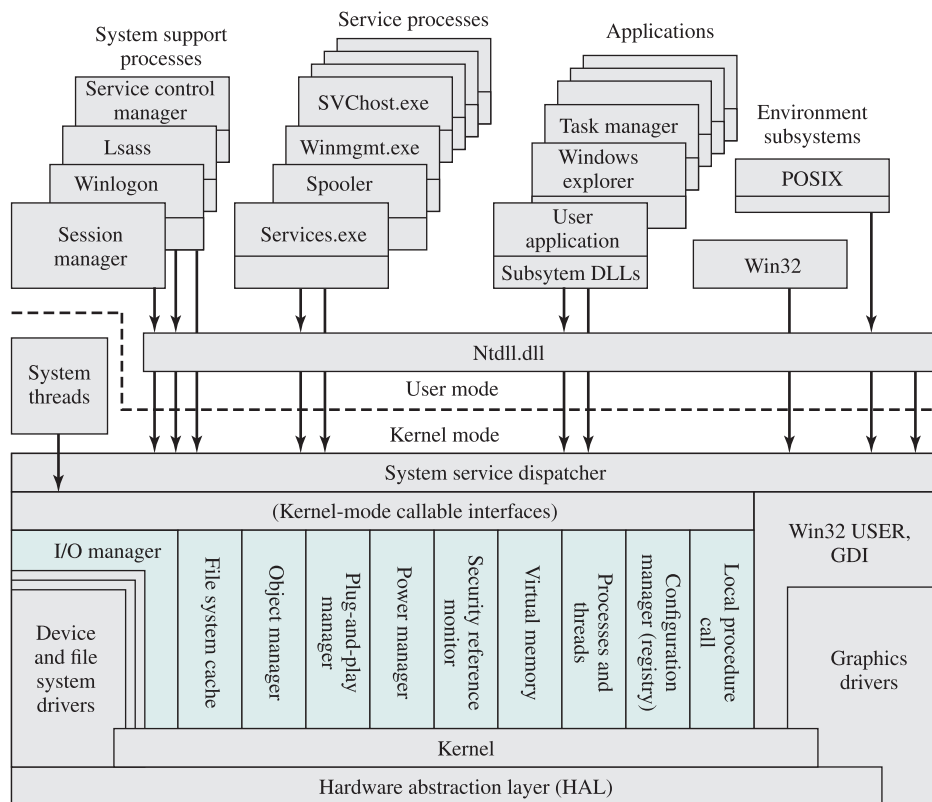 System support
processes
Service processes
Applications
Environment
subsystems
Service control
manager
Lsass
Winlogon
Session
manager
SVChost.exe
Winmgmt.exe
Spooler
Services.exe
Task manager
Windows
explorer
User
application
Subsytem DLLs
POSIX
Win32
Ntdll.dll
System
threads
User mode
Kernel mode
System service dispatcher
(Kernel-mode callable interfaces)
Win32 USER,
GDI
I/O manager
Device
and file
system
drivers
File system cache
Object manager
Plug-and-play
manager
Power manager
Security reference
monitor
Virtual memory
Processes and
threads
Configuration
manager (registry)
Local procedure
call
Graphics
drivers
Kernel
Hardware abstraction layer (HAL)